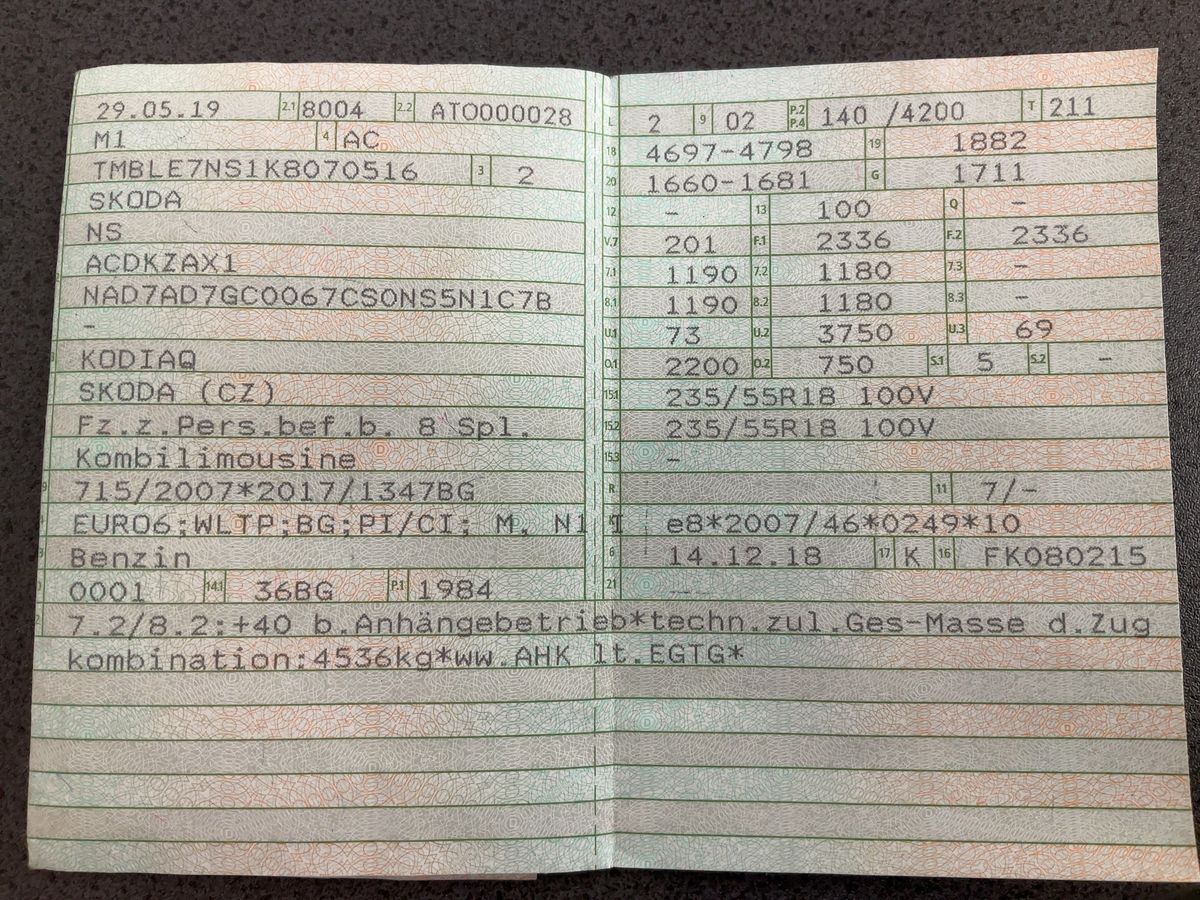 29.05.19 2.1 8004 2.2 AT0000028
M1 4 AC
TMBLE7NS1K8070516 3 2
SKODA
NS
ACDKZAX1
NAD7AD7GC0067CS0NS5N1C7B
–
KODIAQ
SKODA (CZ)
Fz.z.Pers.bef.b. 8 Spl.
Kombilimousine
715/2007*2017/1347BG
EURO6;WLTP;BG;PI/CI; M, N1 I
Benzin
0001 14.1 36BG P.1 1984
L 2 9 02 P.2 P.4 140 /4200 T 211
18 4697-4798 19 1882
20 1660-1681 G 1711
12 – 13 100 Q –
V.7 201 F.1 2336 F.2 2336
7.1 1190 7.2 1180 7.3 –
8.1 1190 8.2 1180 8.3 –
U.1 73 U.2 3750 U.3 69
O.1 2200 O.2 750 S.1 5 S.2 –
15.1 235/55R18 100V
15.2 235/55R18 100V
15.3 –
R 11 7/-
K e8*2007/46*0249*10
6 14.12.18 17 K 16 FK080215
21 ---
7.2/8.2:+40 b.Anhängebetrieb*techn.zul.Ges-Masse d.Zug
kombination:4536kg*ww.AHK lt.EGTG*